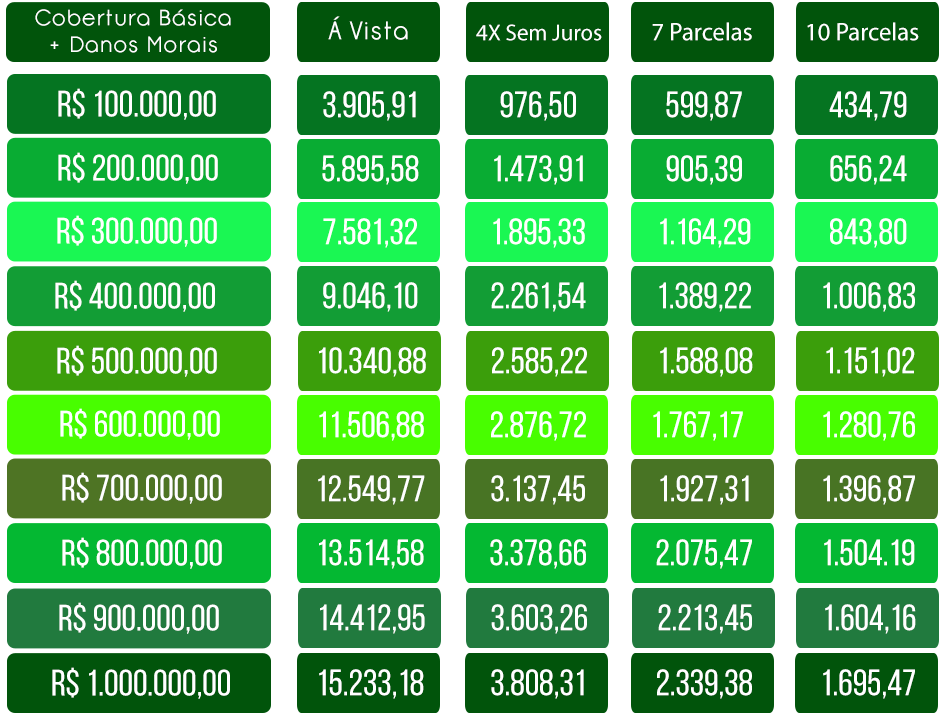 Cobertura Básica
+ Danos Morais
Á Vista
4X Sem Juros
7 Parcelas
10 Parcelas
R$ 100.000,00 3.905,91 976,50 599,87 434,79
R$ 200.000,00 5.895,58 1.473,91 905,39 656,24
R$ 300.000,00 7.581,32 1.895,33 1.164,29 843,80
R$ 400.000,00 9.046,10 2.261,54 1.389,22 1.006,83
R$ 500.000,00 10.340,88 2.585,22 1.588,08 1.151,02
R$ 600.000,00 11.506,88 2.876,72 1.767,17 1.280,76
R$ 700.000,00 12.549,77 3.137,45 1.927,31 1.396,87
R$ 800.000,00 13.514,58 3.378,66 2.075,47 1.504.19
R$ 900.000,00 14.412,95 3.603,26 2.213,45 1.604,16
R$ 1.000.000,00 15.233,18 3.808,31 2.339,38 1.695,47